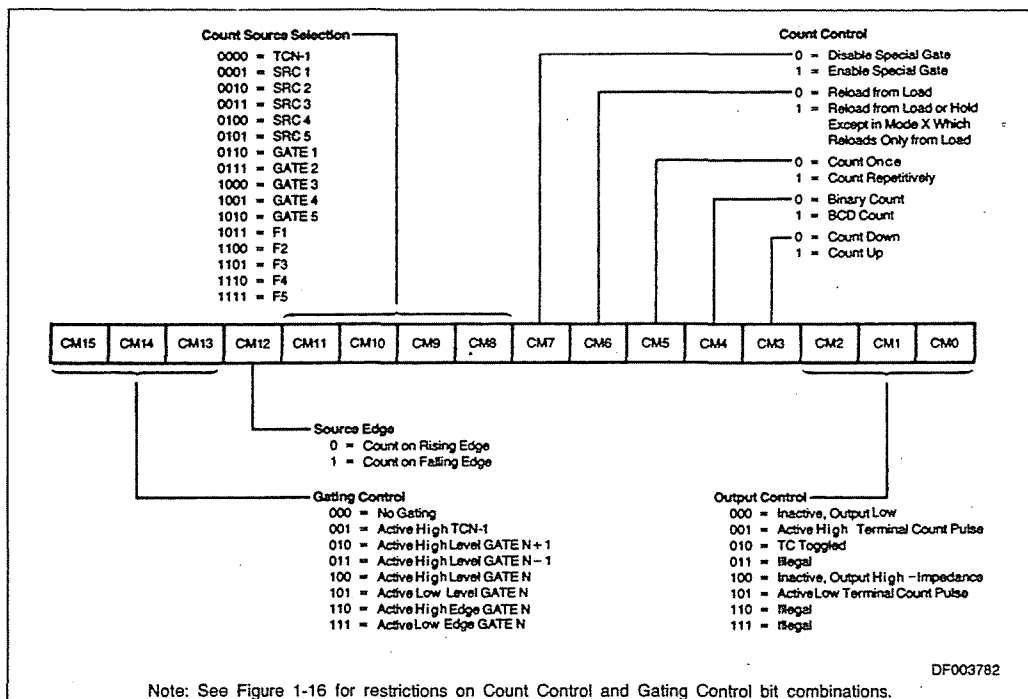 Count Source Selection
0000 = TCN-1
0001 = SRC 1
0010 = SRC 2
0011 = SRC 3
0100 = SRC 4
0101 = SRC 5
0110 = GATE 1
0111 = GATE 2
1000 = GATE 3
1001 = GATE 4
1010 = GATE 5
1011 = F1
1100 = F2
1101 = F3
1110 = F4
1111 = F5
Count Control
0 = Disable Special Gate
1 = Enable Special Gate
0 = Reload from Load
1 = Reload from Load or Hold
Except in Mode X Which
Reloads Only from Load
0 = Count Once
1 = Count Repetitively
0 = Binary Count
1 = BCD Count
0 = Count Down
1 = Count Up
CM15 CM14 CM13 CM12 CM11 CM10 CM9 CM8 CM7 CM6 CM5 CM4 CM3 CM2 CM1 CM0
Source Edge
0 = Count on Rising Edge
1 = Count on Falling Edge
Gating Control
000 = No Gating
001 = Active High TCN-1
010 = Active High Level GATE N+1
011 = Active High Level GATE N-1
100 = Active High Level GATE N
101 = Active Low Level GATE N
110 = Active High Edge GATE N
111 = Active Low Edge GATE N
Output Control
000 = Inactive, Output Low
001 = Active High Terminal Count Pulse
010 = TC Toggled
011 = Illegal
100 = Inactive, Output High-Impedance
101 = Active Low Terminal Count Pulse
110 = Illegal
111 = Illegal
DF003782
Note: See Figure 1-16 for restrictions on Count Control and Gating Control bit combinations.